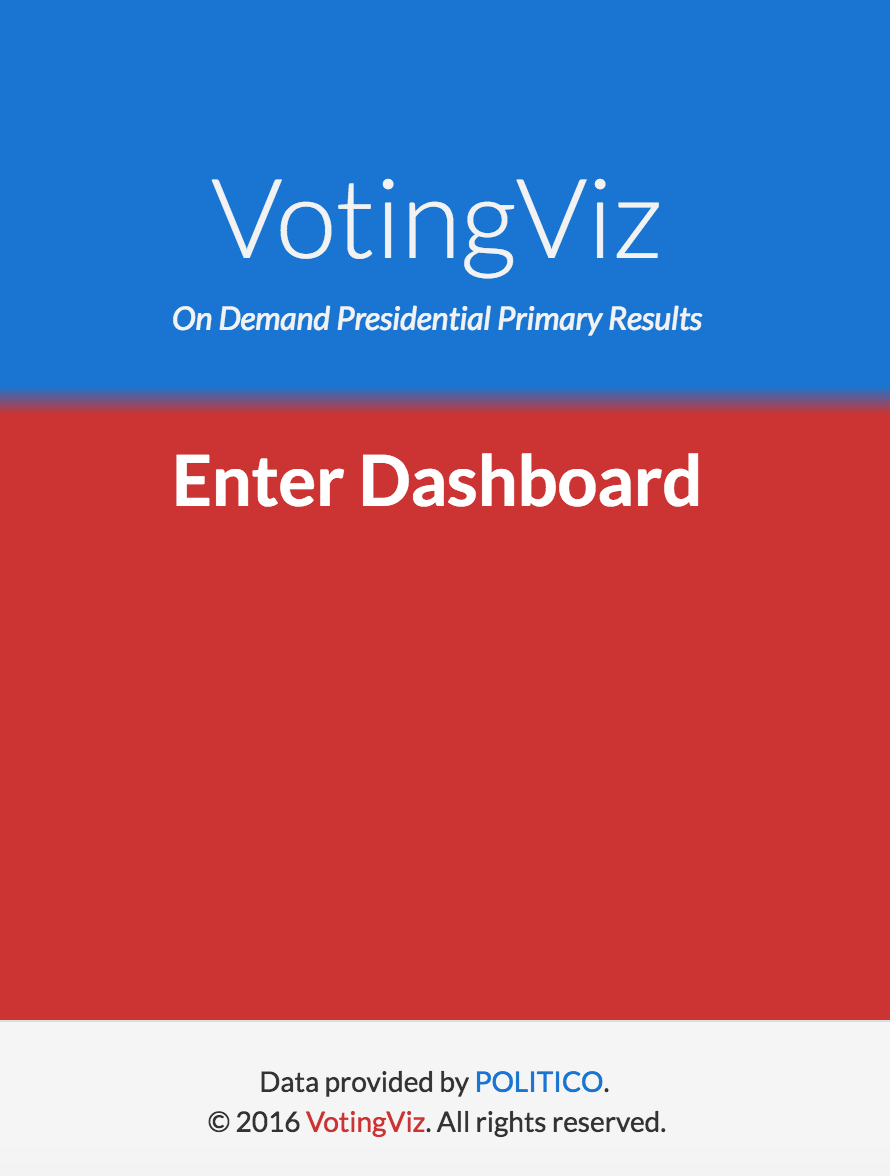 VotingViz
On Demand Presidential Primary Results
Enter Dashboard
Data provided by POLITICO.
© 2016 VotingViz. All rights reserved.